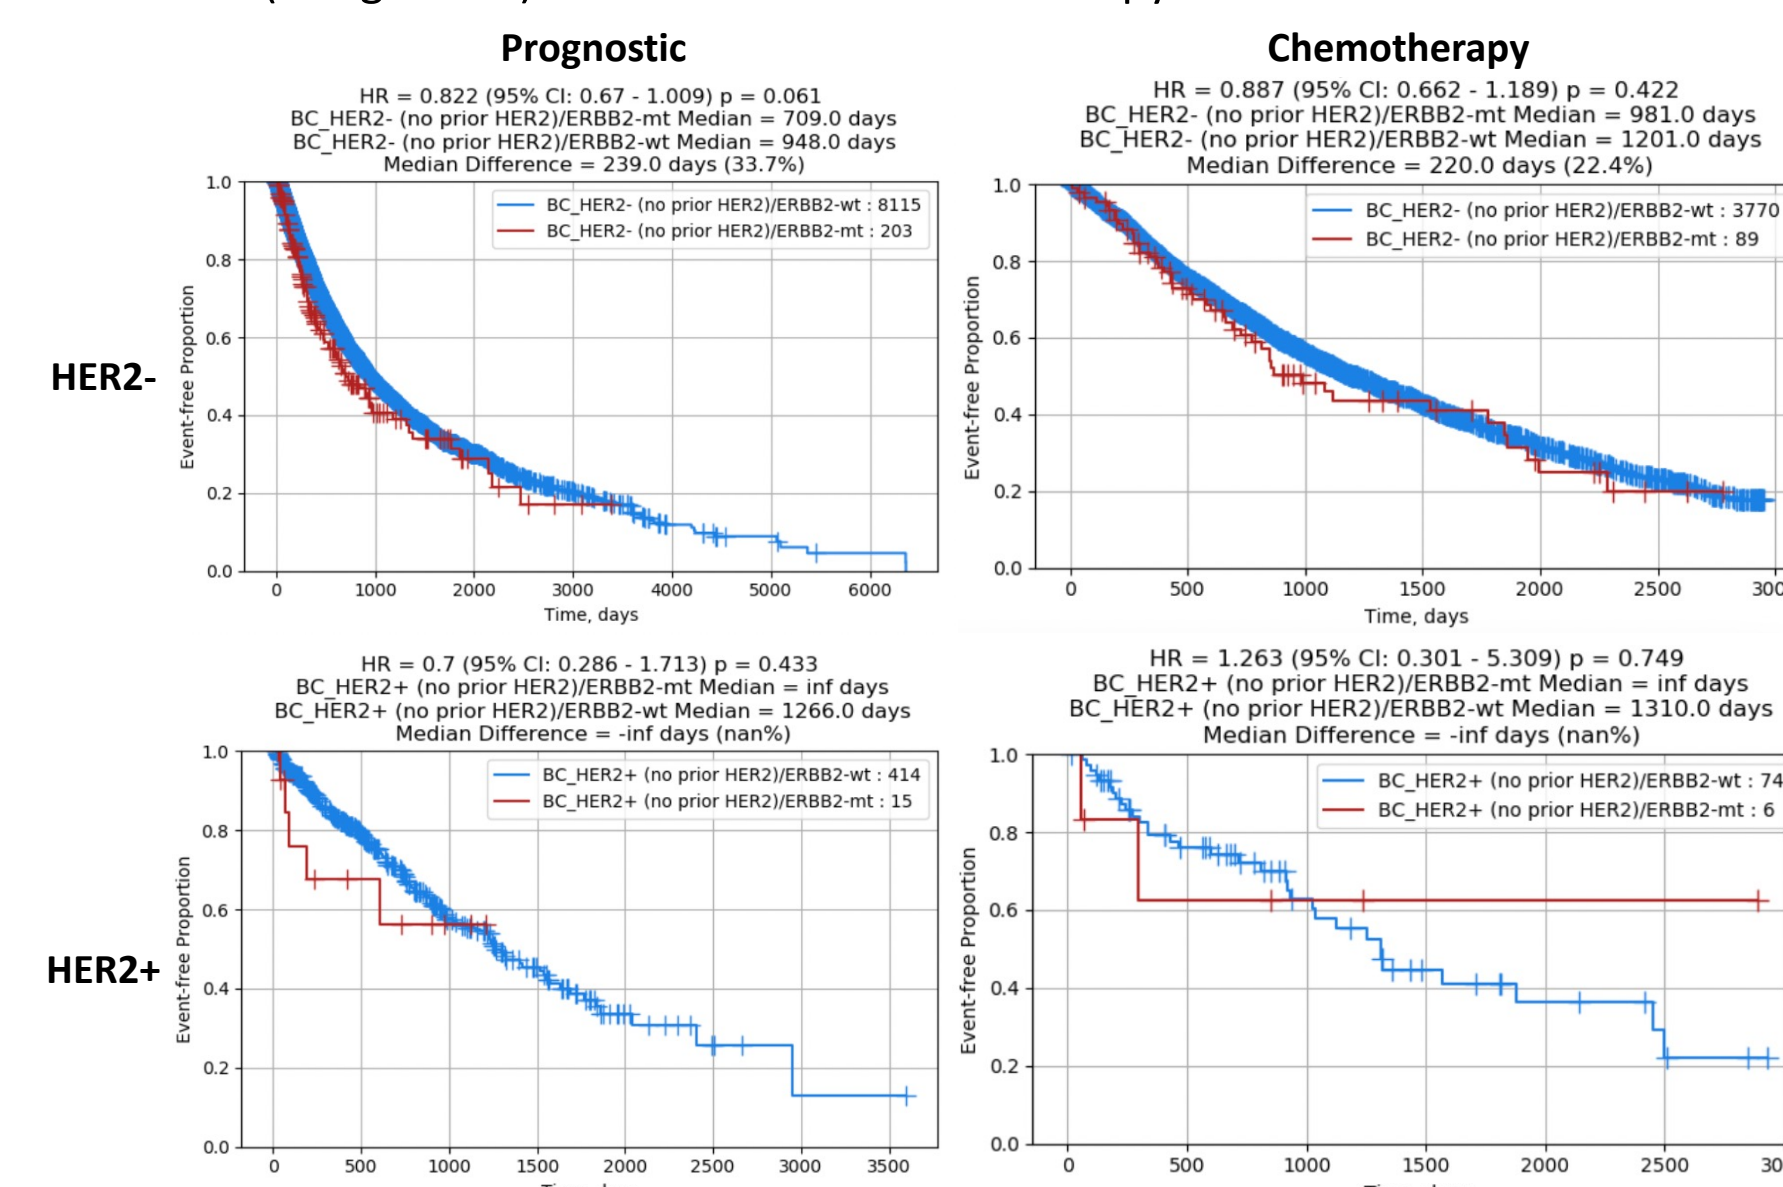 Prognostic
Chemotherapy
HER2-
HER2+
HR = 0.822 (95% CI: 0.67 - 1.009) p = 0.061
BC_HER2- (no prior HER2)/ERBB2-mt Median = 709.0 days
BC_HER2- (no prior HER2)/ERBB2-wt Median = 948.0 days
Median Difference = 239.0 days (33.7%)
BC_HER2- (no prior HER2)/ERBB2-wt : 8115
BC_HER2- (no prior HER2)/ERBB2-mt : 203
Event-free Proportion
1.0
0.8
0.6
0.4
0.2
0.0
0 1000 2000 3000 4000 5000 6000
Time, days
HR = 0.887 (95% CI: 0.662 - 1.189) p = 0.422
BC_HER2- (no prior HER2)/ERBB2-mt Median = 981.0 days
BC_HER2- (no prior HER2)/ERBB2-wt Median = 1201.0 days
Median Difference = 220.0 days (22.4%)
BC_HER2- (no prior HER2)/ERBB2-wt : 3770
BC_HER2- (no prior HER2)/ERBB2-mt : 89
Event-free Proportion
1.0
0.8
0.6
0.4
0.2
0.0
0 500 1000 1500 2000 2500 300
Time, days
HR = 0.7 (95% CI: 0.286 - 1.713) p = 0.433
BC_HER2+ (no prior HER2)/ERBB2-mt Median = inf days
BC_HER2+ (no prior HER2)/ERBB2-wt Median = 1266.0 days
Median Difference = -inf days (nan%)
BC_HER2+ (no prior HER2)/ERBB2-wt : 414
BC_HER2+ (no prior HER2)/ERBB2-mt : 15
Event-free Proportion
1.0
0.8
0.6
0.4
0.2
0.0
0 500 1000 1500 2000 2500 3000 3500
HR = 1.263 (95% CI: 0.301 - 5.309) p = 0.749
BC_HER2+ (no prior HER2)/ERBB2-mt Median = inf days
BC_HER2+ (no prior HER2)/ERBB2-wt Median = 1310.0 days
Median Difference = -inf days (nan%)
BC_HER2+ (no prior HER2)/ERBB2-wt : 74
BC_HER2+ (no prior HER2)/ERBB2-mt : 6
Event-free Proportion
1.0
0.8
0.6
0.4
0.2
0.0
0 500 1000 1500 2000 2500 30